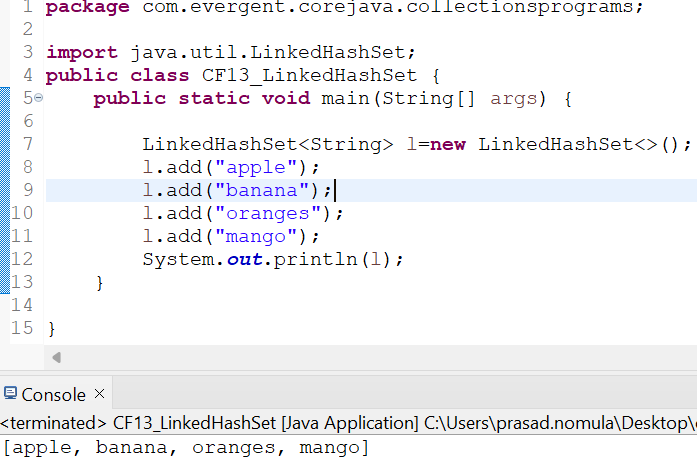 1 package com.evergent.corejava.collectionsprograms;
2
3 import java.util.LinkedHashSet;
4 public class CF13_LinkedHashSet {
5 public static void main(String[] args) {
6
7 LinkedHashSet<String> l=new LinkedHashSet<>();
8 l.add("apple");
9 l.add("banana");
10 l.add("oranges");
11 l.add("mango");
12 System.out.println(l);
13 }
14
15 }
Console ×
<terminated> CF13_LinkedHashSet [Java Application] C:\Users\prasad.nomula\Desktop\
[apple, banana, oranges, mango]